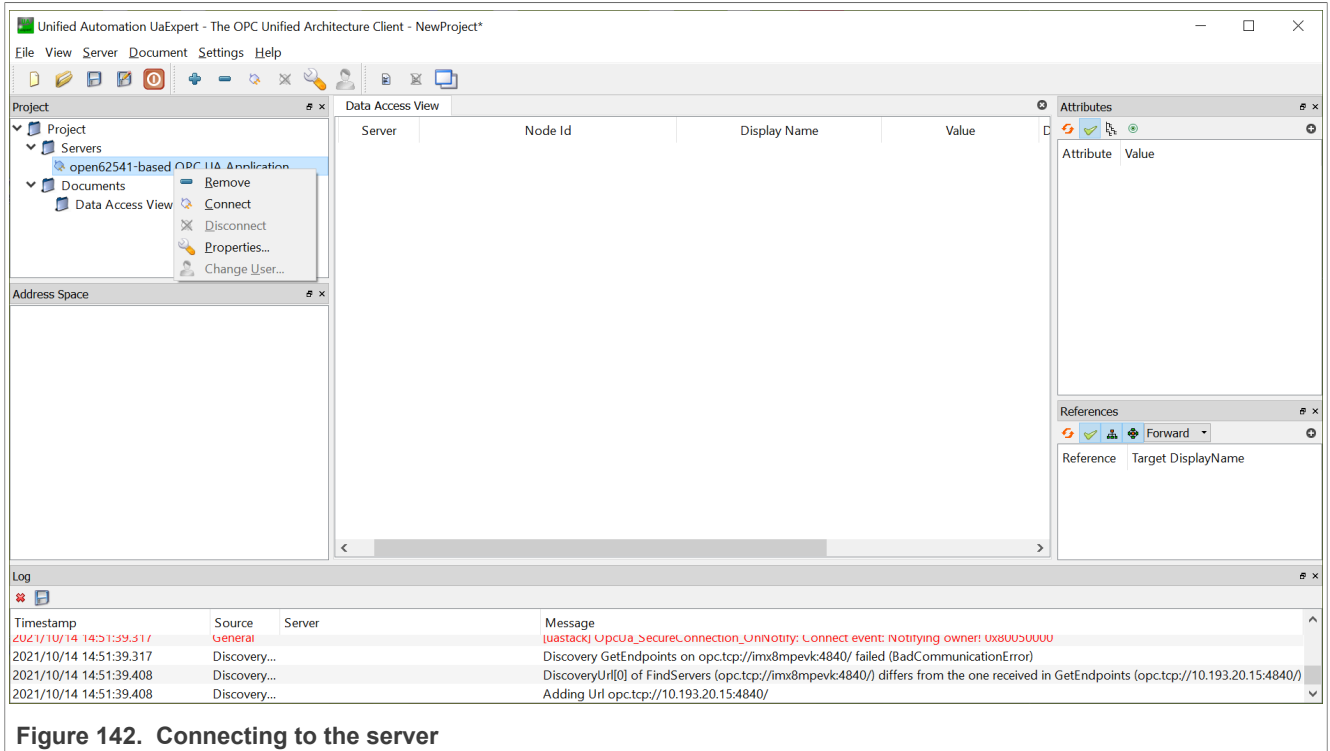 Unified Automation UaExpert - The OPC Unified Architecture Client - NewProject*
File View Server Document Settings Help
Project
Project
Servers
open62541-based OPC UA Application
Documents
Data Access View
Remove
Connect
Disconnect
Properties...
Change User...
Address Space
Data Access View
Server Node Id Display Name Value D
Attributes
Attribute Value
References
Forward
Reference Target DisplayName
Log
Timestamp Source Server Message
2021/10/14 14:51:39.317 General [uastack] OpcUa_SecureConnection_OnNotify: Connect event: Notifying owner! 0x80050000
2021/10/14 14:51:39.317 Discovery... Discovery GetEndpoints on opc.tcp://imx8mpevk:4840/ failed (BadCommunicationError)
2021/10/14 14:51:39.408 Discovery... DiscoveryUrl[0] of FindServers (opc.tcp://imx8mpevk:4840/) differs from the one received in GetEndpoints (opc.tcp://10.193.20.15:4840/)
2021/10/14 14:51:39.408 Discovery... Adding Url opc.tcp://10.193.20.15:4840/
Figure 142. Connecting to the server